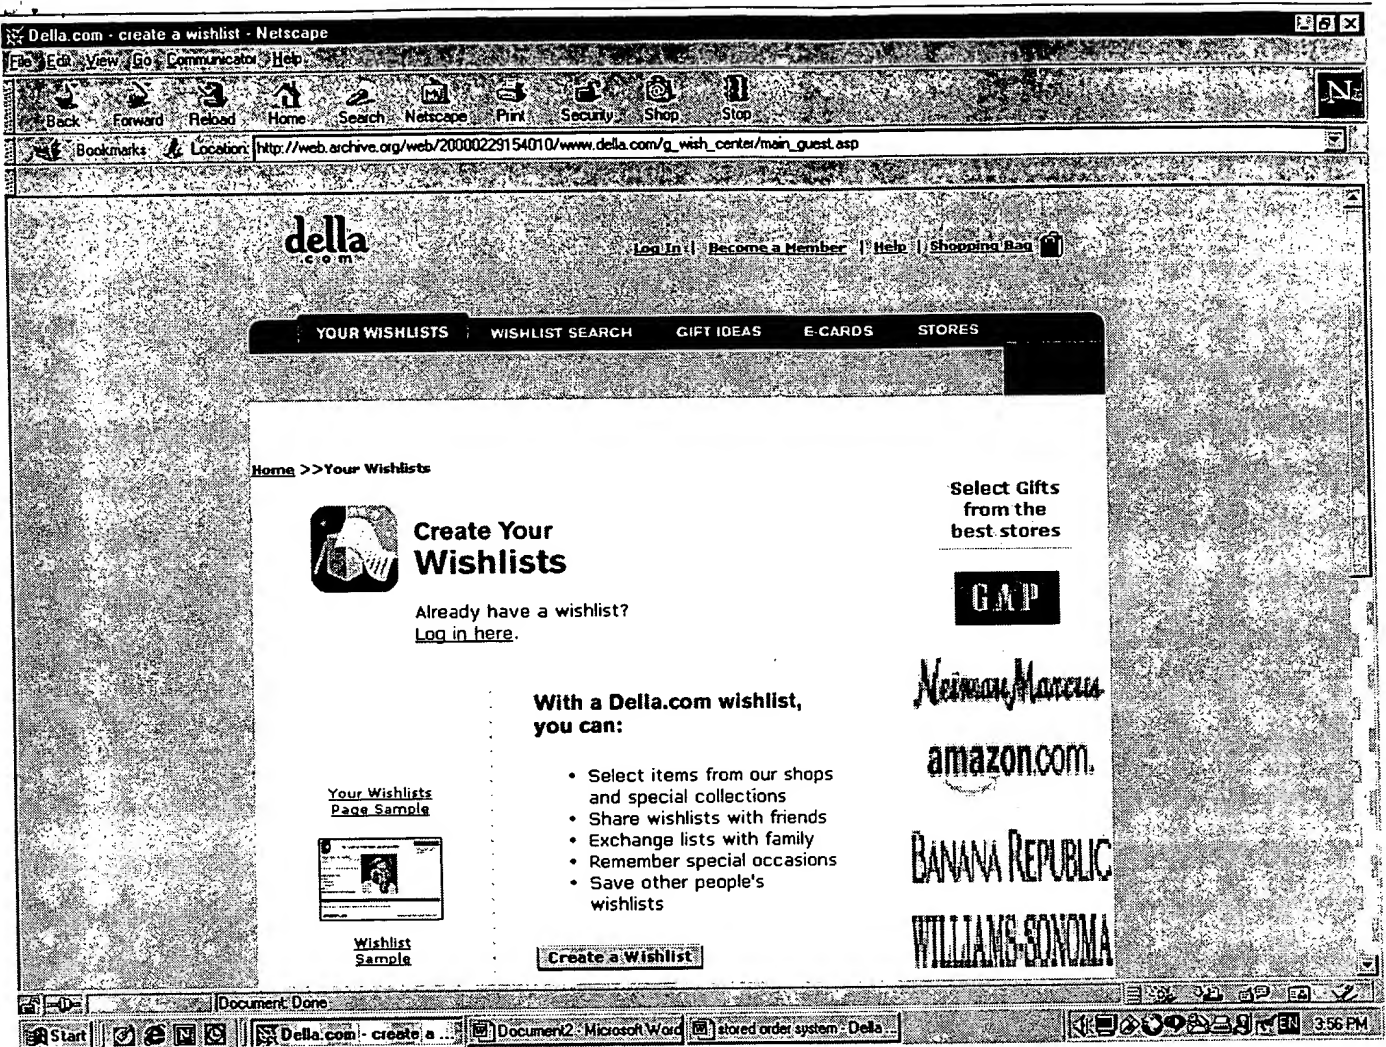 Della.com - create a wishlist - Netscape
File Edit View Go Communicator Help
Back Forward Reload Home Search Netscape Print Security Shop Stop
Bookmarks Location: http://web.archive.org/web/20000229154010/www.della.com/g_wish_center/main_guest.asp
della
.com
Log In | Become a Member | Help | Shopping Bag
YOUR WISHLISTS WISHLIST SEARCH GIFT IDEAS E-CARDS STORES
Home >>Your Wishlists
Create Your
Wishlists
Already have a wishlist?
Log in here.
With a Della.com wishlist,
you can:
• Select items from our shops
and special collections
• Share wishlists with friends
• Exchange lists with family
• Remember special occasions
• Save other people's
wishlists
Create a Wishlist
Your Wishlists
Page Sample
Wishlist
Sample
Select Gifts
from the
best stores
GAP
Neiman Marcus
amazon.com.
BANANA REPUBLIC
WILLIAMS-SONOMA
Document: Done
Start Della.com - create a ... Document2 - Microsoft Word stored order system - Della ... EN 3:56 PM